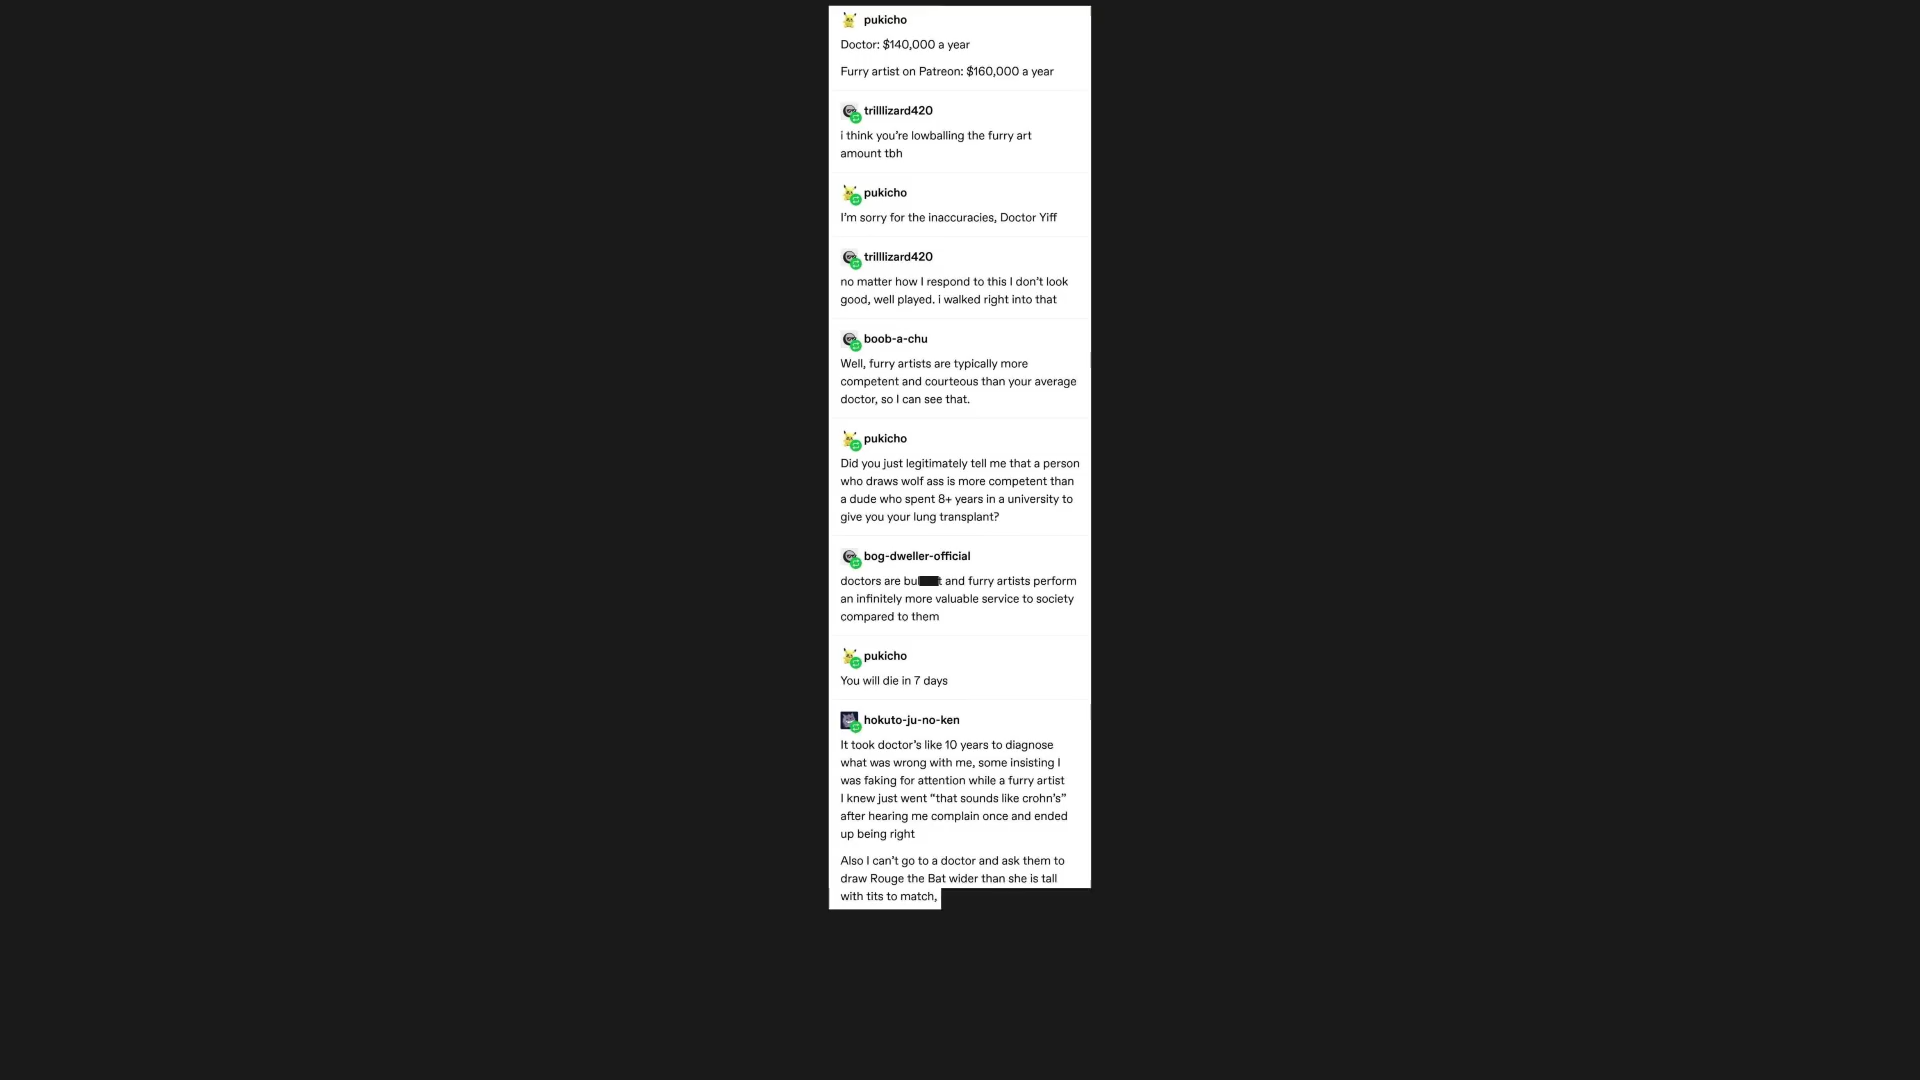 pukicho
Doctor: $140,000 a year
Furry artist on Patreon: $160,000 a year
trilllizard420
i think you're lowballing the furry art
amount tbh
pukicho
I'm sorry for the inaccuracies, Doctor Yiff
trilllizard420
no matter how I respond to this I don't look
good, well played. i walked right into that
boob-a-chu
Well, furry artists are typically more
competent and courteous than your average
doctor, so I can see that.
pukicho
Did you just legitimately tell me that a person
who draws wolf ass is more competent than
a dude who spent 8+ years in a university to
give you your lung transplant?
bog-dweller-official
doctors are bu t and furry artists perform
an infinitely more valuable service to society
compared to them
pukicho
You will die in 7 days
hokuto-ju-no-ken
It took doctor's like 10 years to diagnose
what was wrong with me, some insisting I
was faking for attention while a furry artist
I knew just went “that sounds like crohn's”
after hearing me complain once and ended
up being right
Also I can't go to a doctor and ask them to
draw Rouge the Bat wider than she is tall
with tits to match,